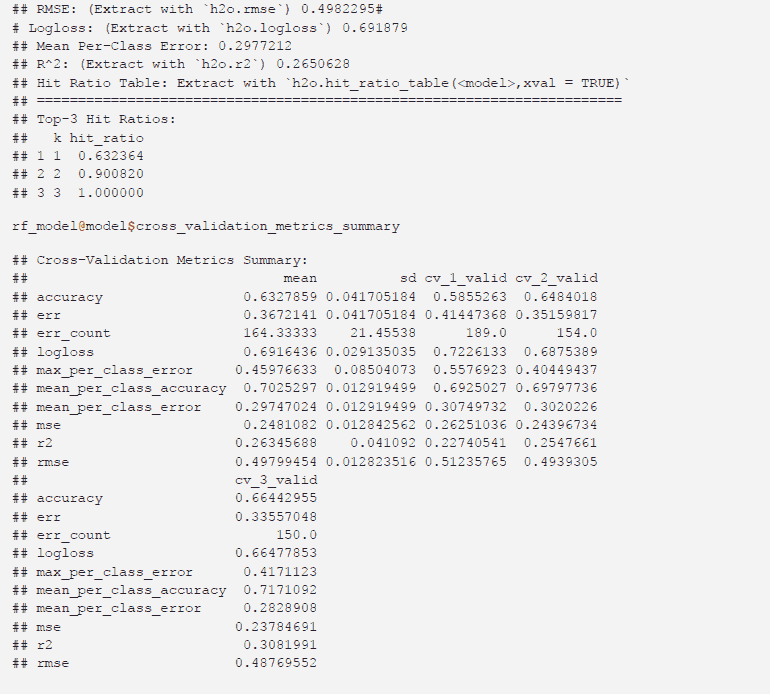 ## RMSE: (Extract with `h2o.rmse`) 0.4982295#
# Logloss: (Extract with `h2o.logloss`) 0.691879
## Mean Per-Class Error: 0.2977212
## R^2: (Extract with `h2o.r2`) 0.2650628
## Hit Ratio Table: Extract with `h2o.hit_ratio_table(<model>,xval = TRUE)`
## =======================================================================
## Top-3 Hit Ratios:
##   k hit_ratio
## 1 1  0.632364
## 2 2  0.900820
## 3 3  1.000000
rf_model@model$cross_validation_metrics_summary
## Cross-Validation Metrics Summary:
##                               mean          sd cv_1_valid cv_2_valid
## accuracy                 0.6327859 0.041705184  0.5855263  0.6484018
## err                      0.3672141 0.041705184 0.41447368 0.35159817
## err_count                164.33333    21.45538      189.0      154.0
## logloss                  0.6916436 0.029135035  0.7226133  0.6875389
## max_per_class_error     0.45976633  0.08504073  0.5576923 0.40449437
## mean_per_class_accuracy  0.7025297 0.012919499  0.6925027 0.69797736
## mean_per_class_error    0.29747024 0.012919499 0.30749732  0.3020226
## mse                      0.2481082 0.012842562 0.26251036 0.24396734
## r2                      0.26345688    0.041092 0.22740541  0.2547661
## rmse                    0.49799454 0.012823516 0.51235765  0.4939305
##                         cv_3_valid
## accuracy                0.66442955
## err                     0.33557048
## err_count                    150.0
## logloss                 0.66477853
## max_per_class_error      0.4171123
## mean_per_class_accuracy  0.7171092
## mean_per_class_error     0.2828908
## mse                     0.23784691
## r2                       0.3081991
## rmse                    0.48769552